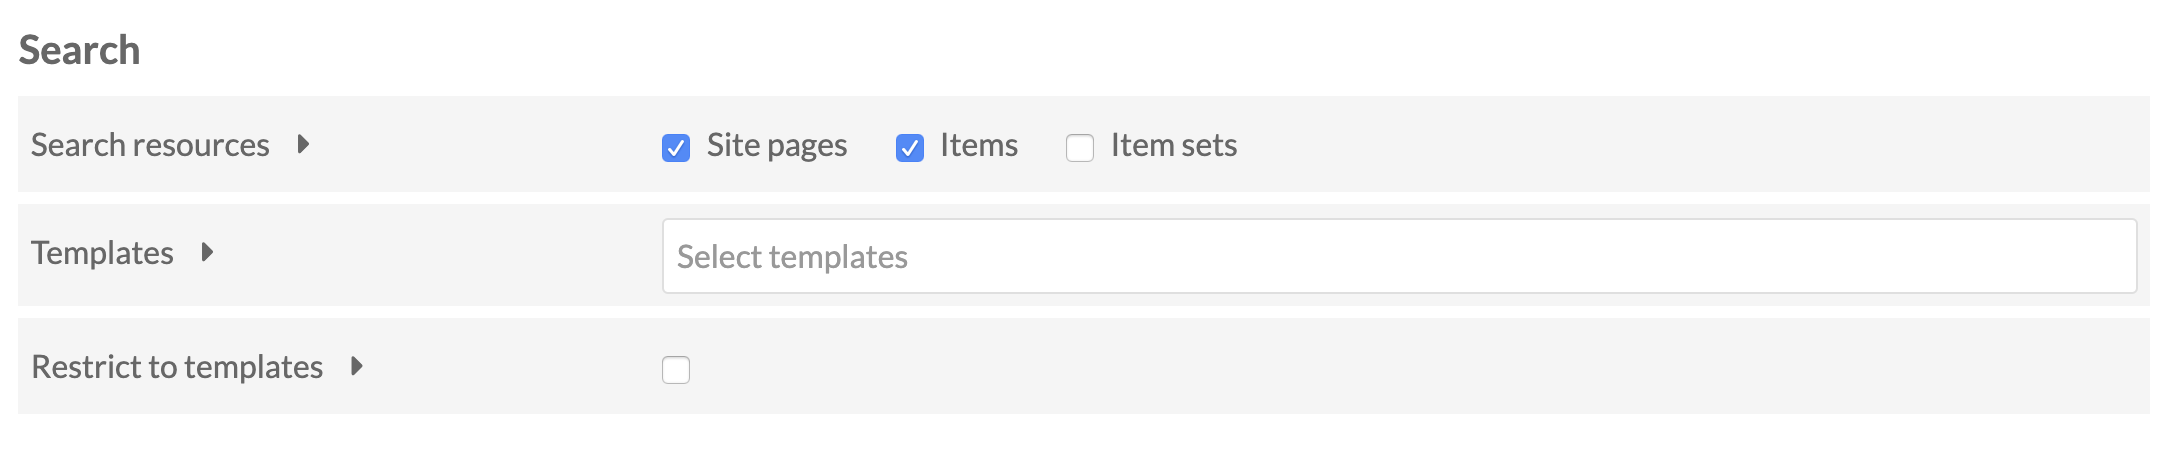 Search
Search resources Site pages Items Item sets
Templates Select templates
Restrict to templates